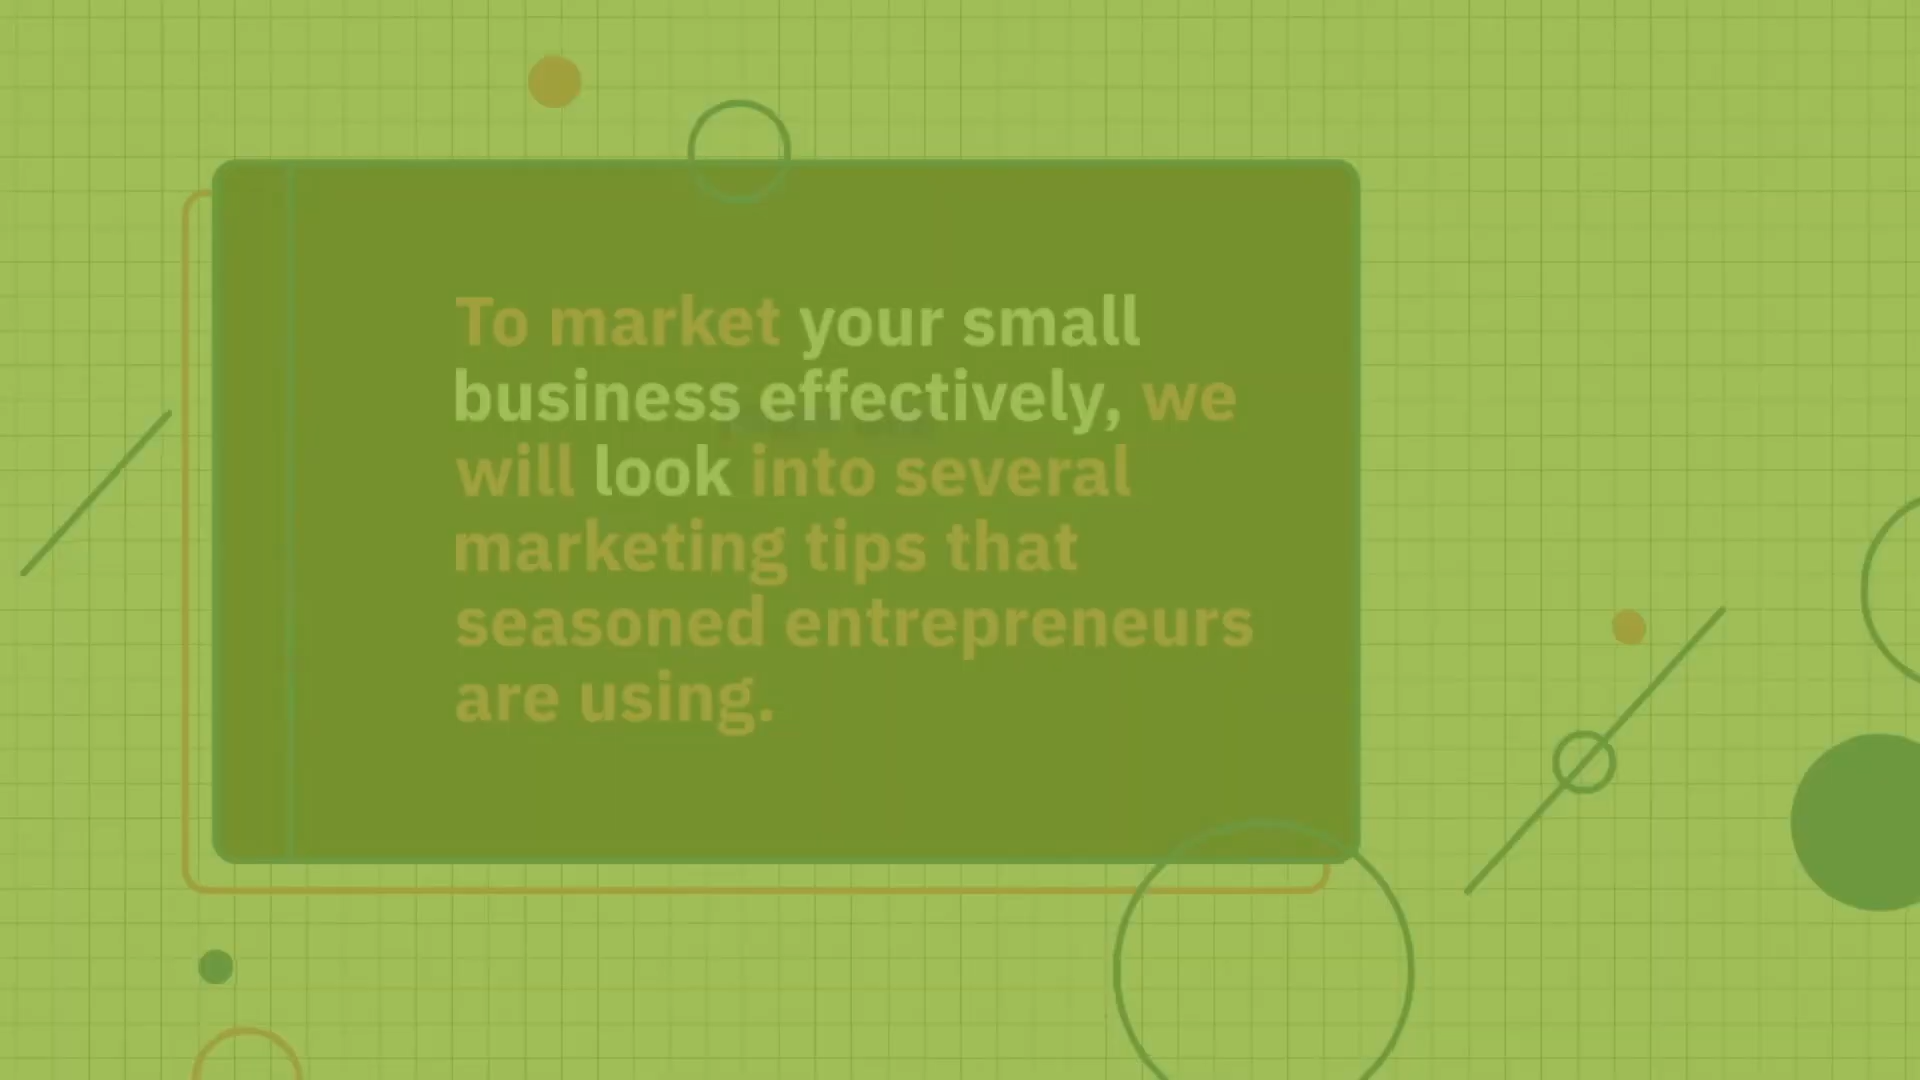 To market your small
business effectively, we
will look into several
marketing tips that
seasoned entrepreneurs
are using.